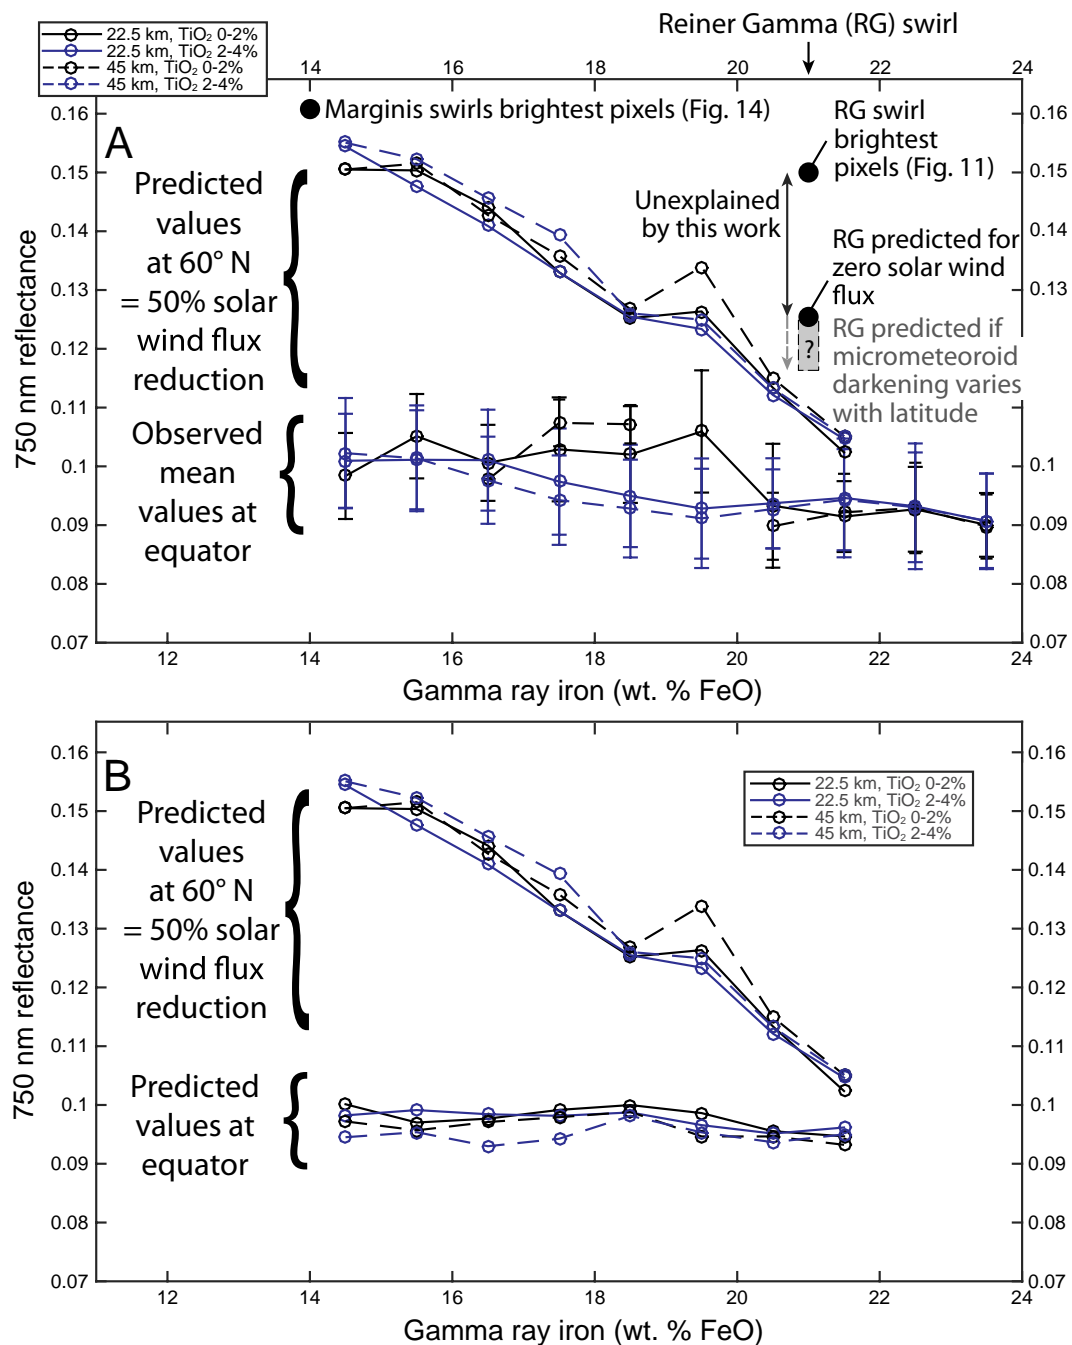 Reiner Gamma (RG) swirl
22.5 km, TiO₂ 0-2%
22.5 km, TiO₂ 2-4%
45 km, TiO₂ 0-2%
45 km, TiO₂ 2-4%
14 16 18 20 22 24
A
Marginis swirls brightest pixels (Fig. 14)
RG swirl
brightest
pixels (Fig. 11)
Unexplained
by this work
RG predicted for
zero solar wind
flux
?
RG predicted if
micrometeoroid
darkening varies
with latitude
Predicted
values
at 60° N
= 50% solar
wind flux
reduction
Observed
mean
values at
equator
750 nm reflectance
0.16
0.15
0.14
0.13
0.12
0.11
0.1
0.09
0.08
0.07
0.16
0.15
0.13
0.1
0.09
0.08
0.07
12 14 16 18 20 22 24
Gamma ray iron (wt. % FeO)
B
22.5 km, TiO₂ 0-2%
22.5 km, TiO₂ 2-4%
45 km, TiO₂ 0-2%
45 km, TiO₂ 2-4%
Predicted
values
at 60° N
= 50% solar
wind flux
reduction
Predicted
values at
equator
750 nm reflectance
0.16
0.15
0.14
0.13
0.12
0.11
0.1
0.09
0.08
0.07
0.16
0.15
0.14
0.13
0.12
0.11
0.1
0.09
0.08
0.07
12 14 16 18 20 22 24
Gamma ray iron (wt. % FeO)